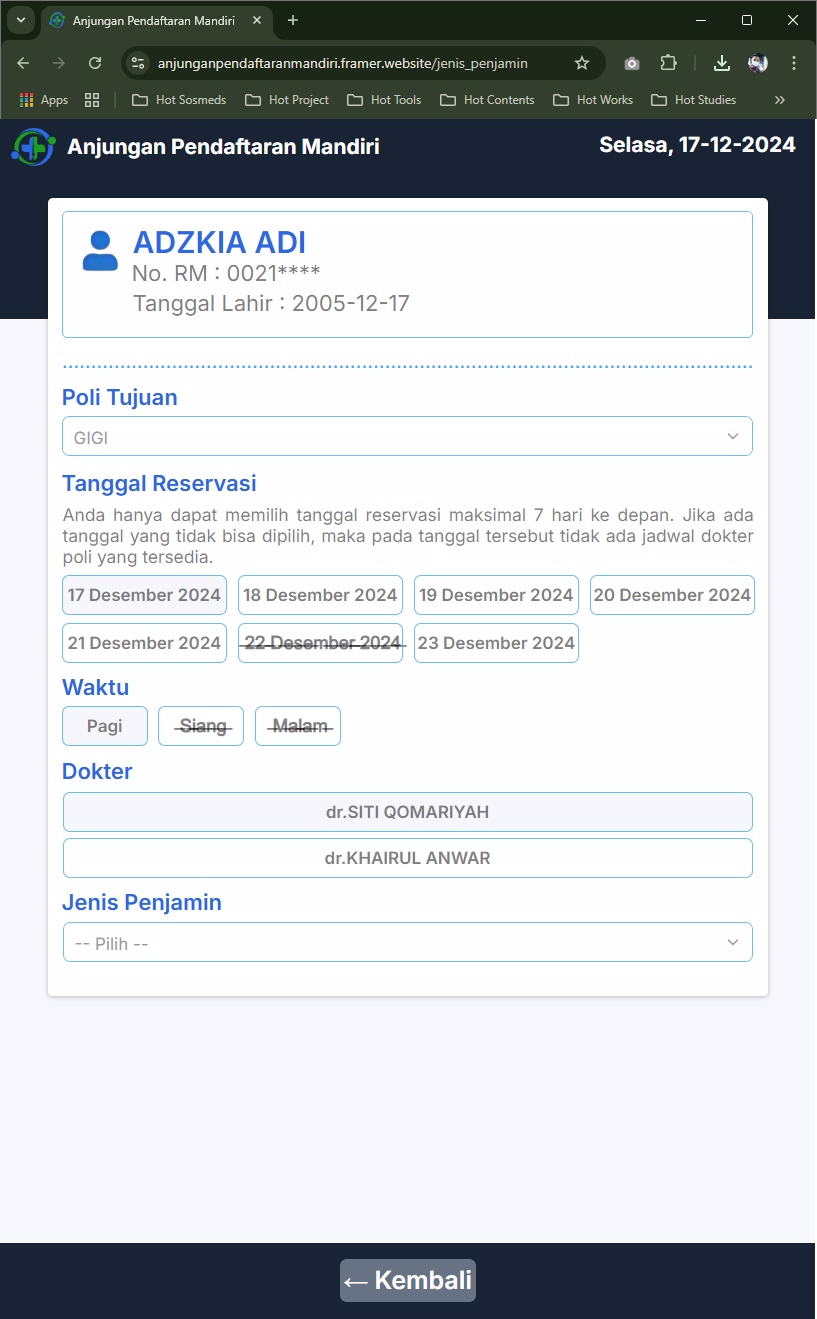 Anjungan Pendaftaran Mandiri
anjunganpendaftaranmandiri.framer.website/jenis_penjamin
Apps Hot Sosmeds Hot Project Hot Tools Hot Contents Hot Works Hot Studies
Anjungan Pendaftaran Mandiri
Selasa, 17-12-2024
ADZKIA ADI
No. RM : 0021****
Tanggal Lahir : 2005-12-17
Poli Tujuan
GIGI
Tanggal Reservasi
Anda hanya dapat memilih tanggal reservasi maksimal 7 hari ke depan. Jika ada
tanggal yang tidak bisa dipilih, maka pada tanggal tersebut tidak ada jadwal dokter
poli yang tersedia.
17 Desember 2024 18 Desember 2024 19 Desember 2024 20 Desember 2024
21 Desember 2024 22 Desember 2024 23 Desember 2024
Waktu
Pagi Siang Malam
Dokter
dr.SITI QOMARIYAH
dr.KHAIRUL ANWAR
Jenis Penjamin
-- Pilih --
← Kembali